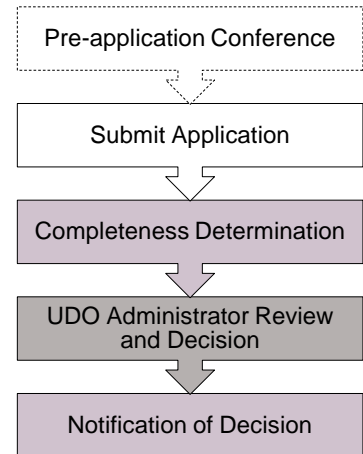 Pre-application Conference
Submit Application
Completeness Determination
UDO Administrator Review
and Decision
Notification of Decision